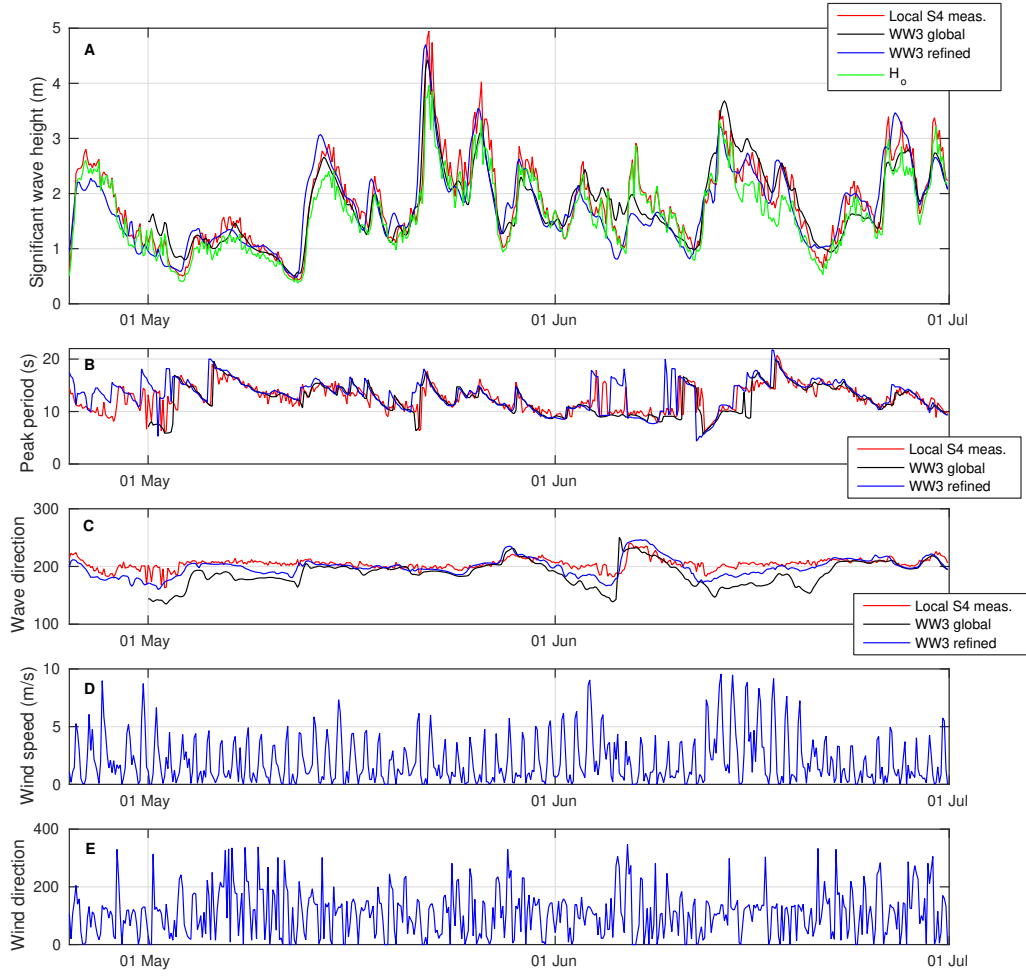 Local S4 meas.
WW3 global
WW3 refined
Ho
A
Significant wave height (m)
5
4
3
2
1
0
01 May
01 Jun
01 Jul
B
Peak period (s)
20
10
0
01 May
01 Jun
Local S4 meas.
WW3 global
WW3 refined
C
Wave direction
300
200
100
01 May
01 Jun
Local S4 meas.
WW3 global
WW3 refined
D
Wind speed (m/s)
10
5
0
01 May
01 Jun
01 Jul
E
Wind direction
400
200
0
01 May
01 Jun
01 Jul